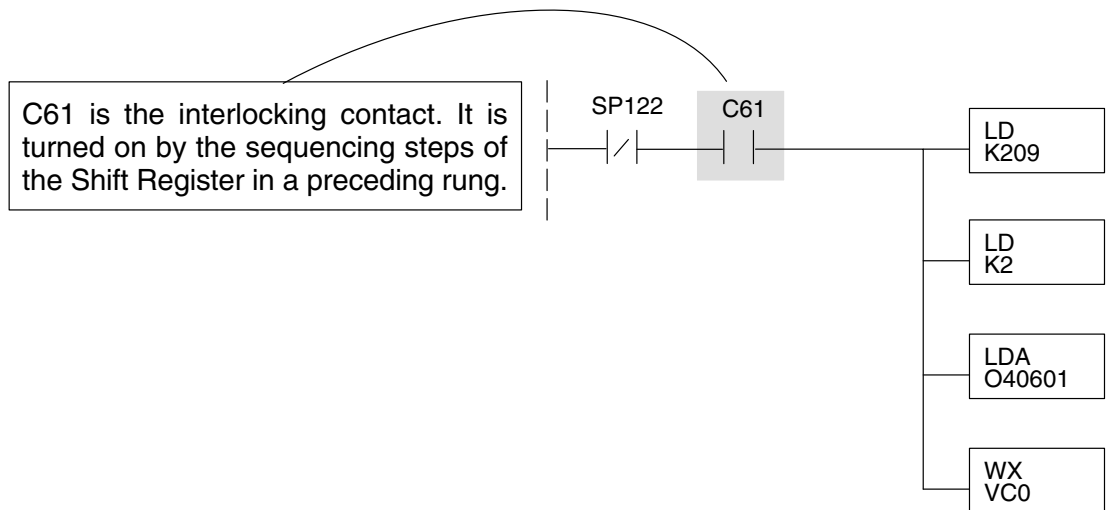 C61 is the interlocking contact. It is
turned on by the sequencing steps of
the Shift Register in a preceding rung.
SP122
C61
LD
K209
LD
K2
LDA
O40601
WX
VC0